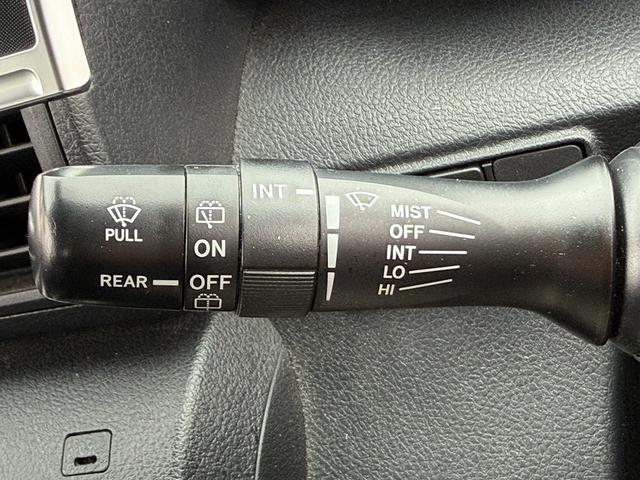 PULL
REAR
ON
OFF
INT
MIST
OFF
INT
LO
HI